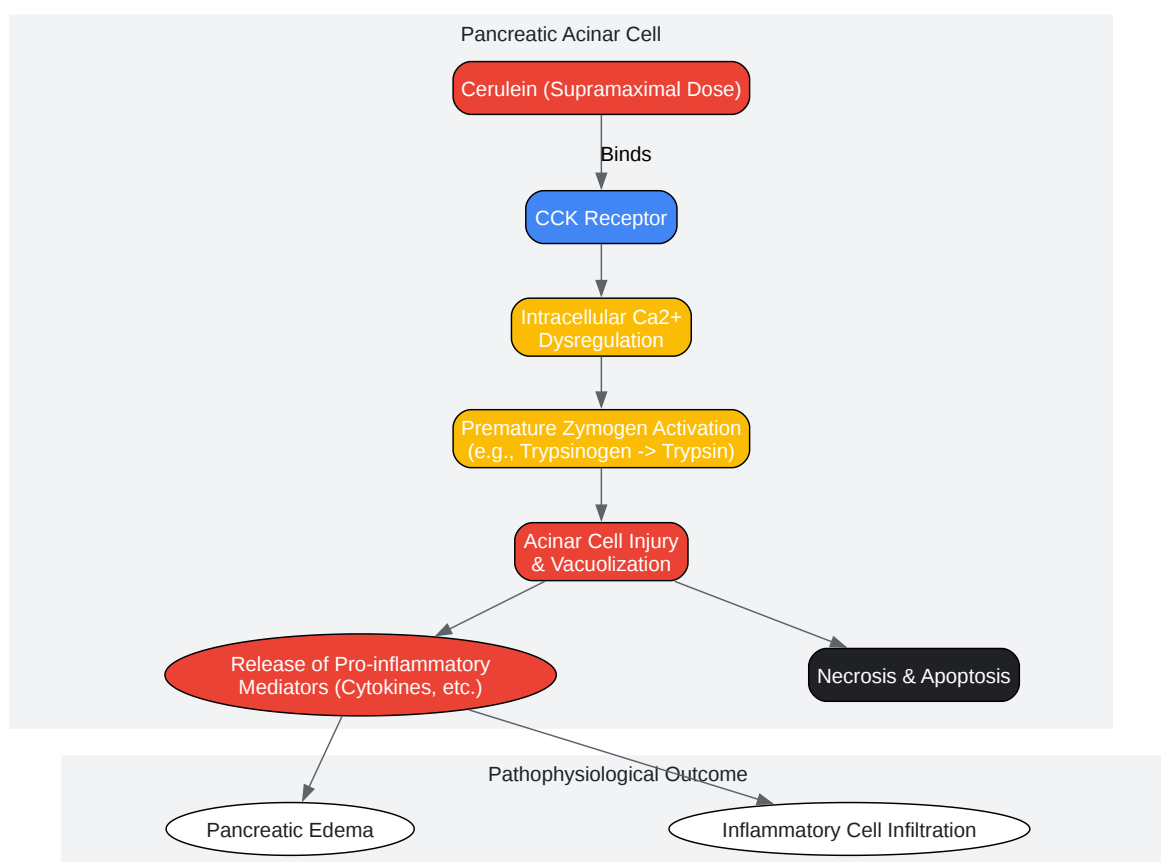 Pancreatic Acinar Cell
Cerulein (Supramaximal Dose)
Binds
CCK Receptor
Intracellular Ca2+
Dysregulation
Premature Zymogen Activation
(e.g., Trypsinogen -> Trypsin)
Acinar Cell Injury
& Vacuolization
Release of Pro-inflammatory
Mediators (Cytokines, etc.)
Necrosis & Apoptosis
Pathophysiological Outcome
Pancreatic Edema
Inflammatory Cell Infiltration